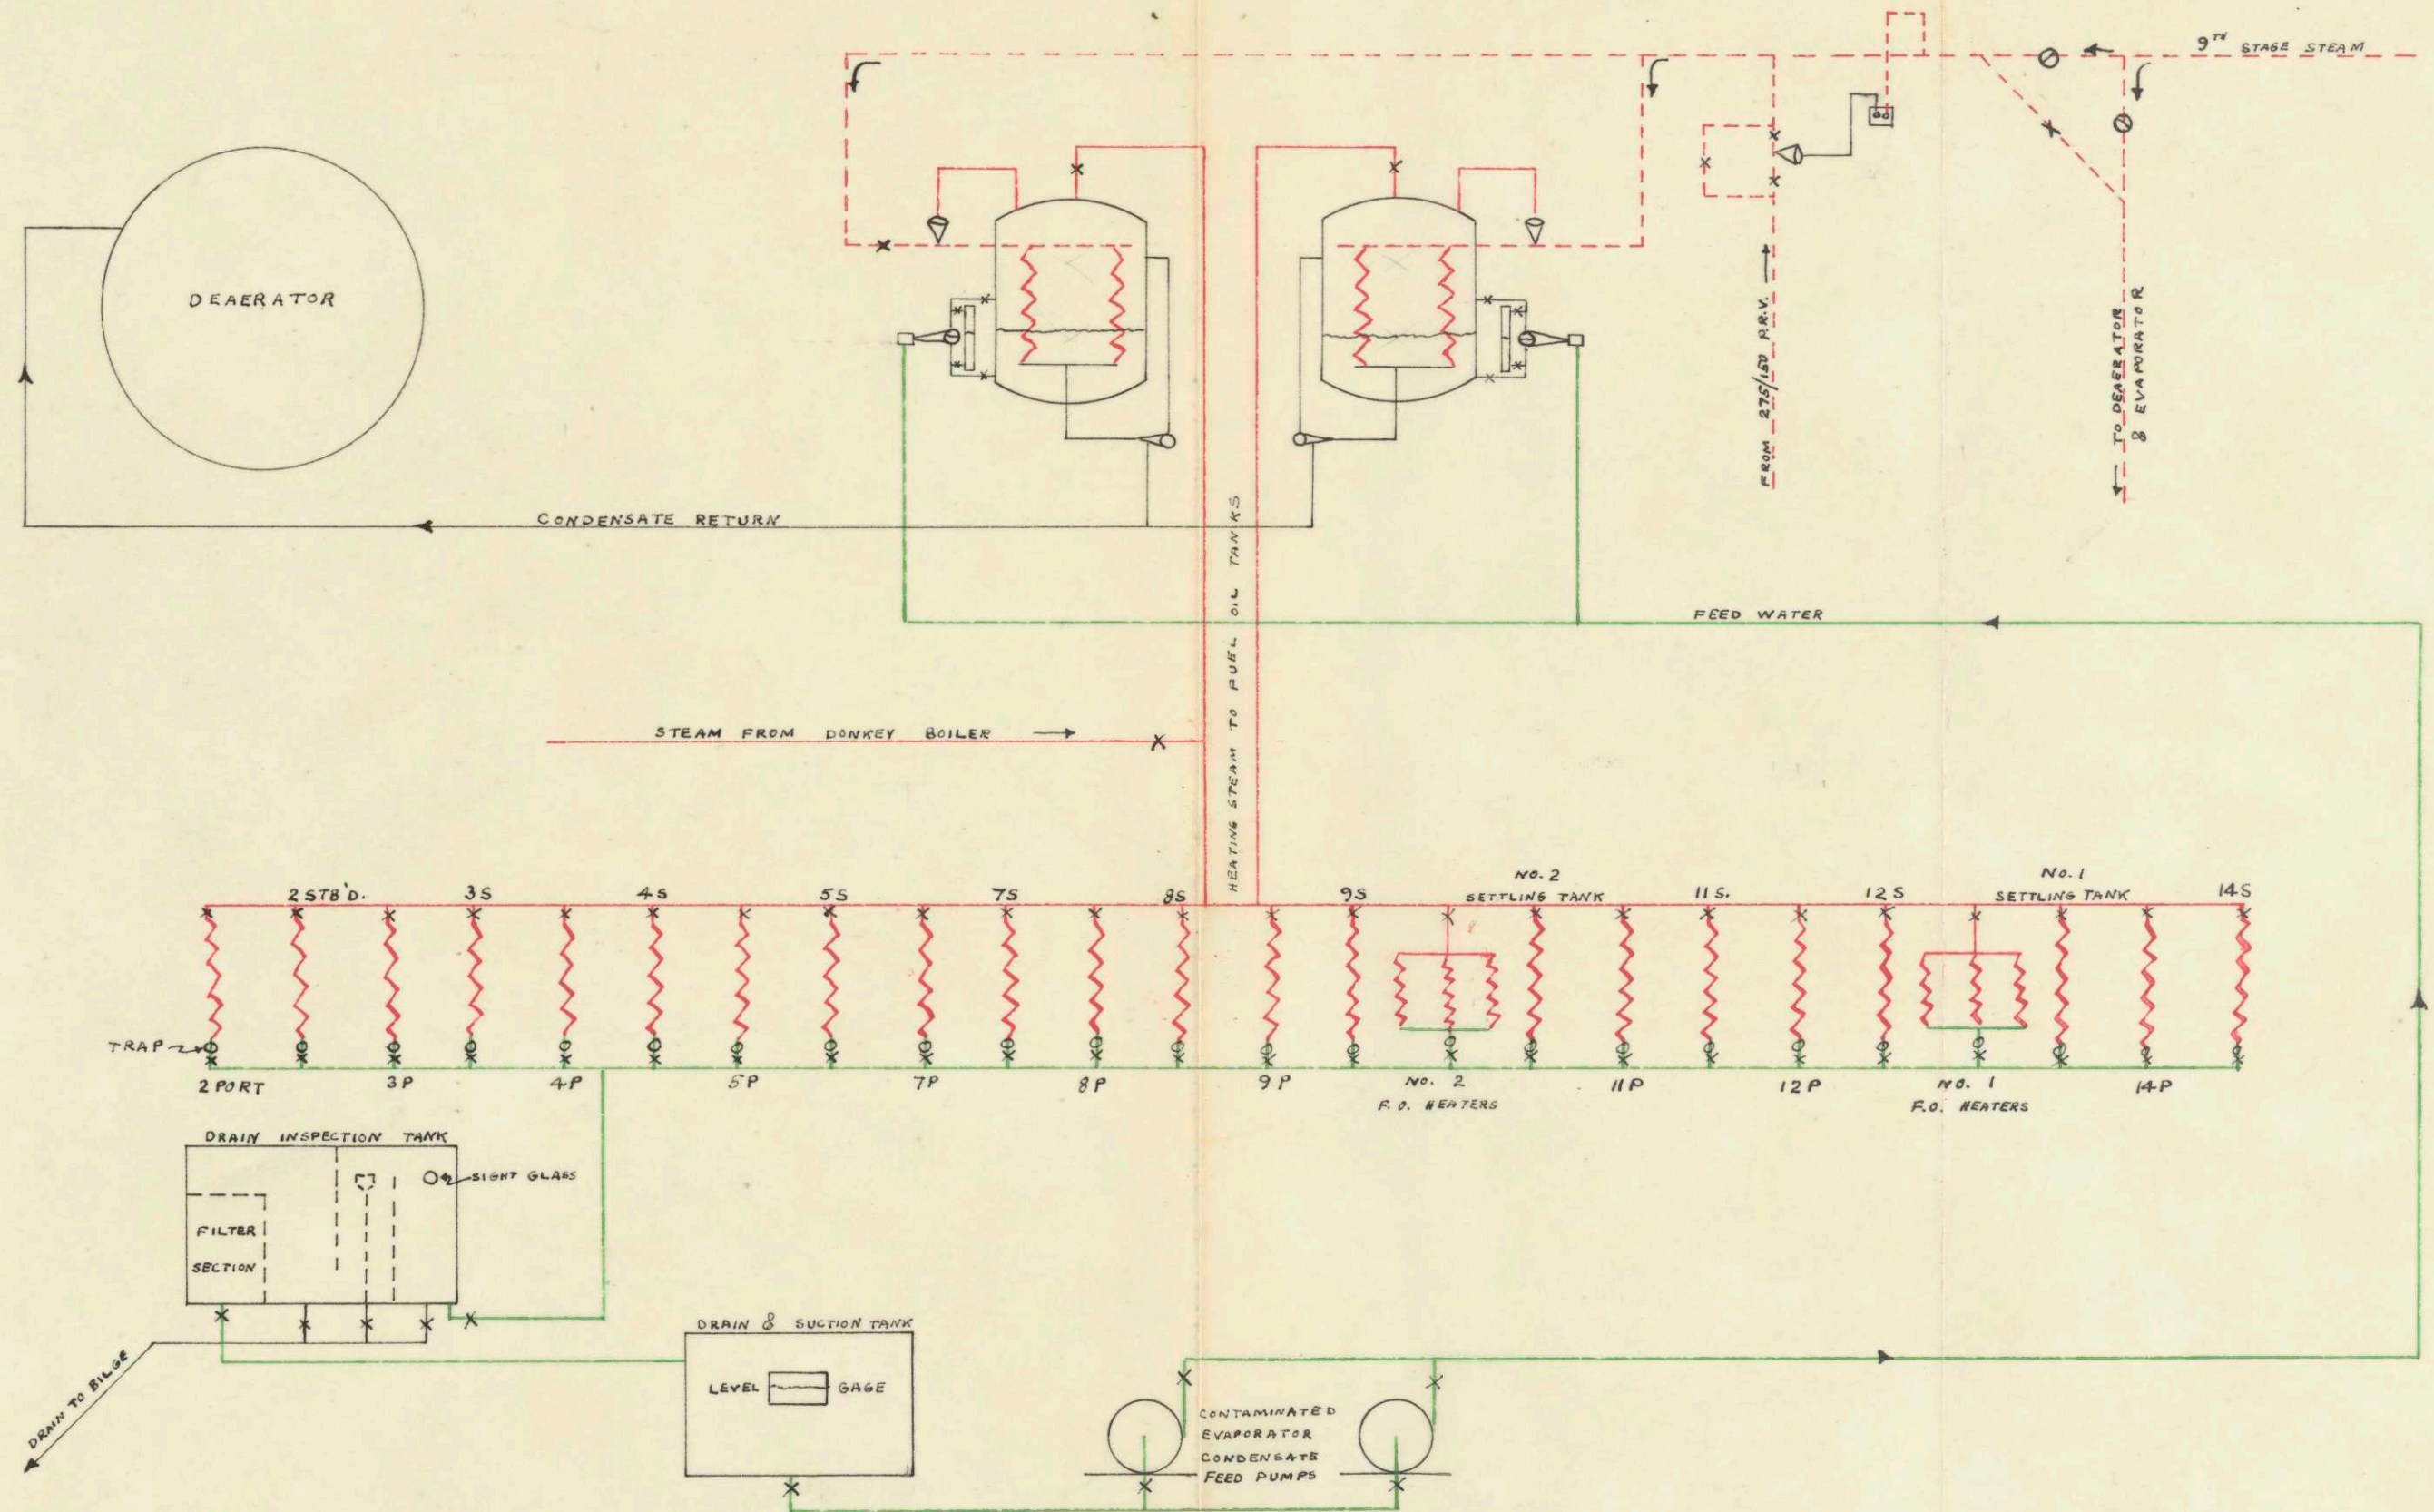 9TH STAGE STEAM
DEAERATOR
FROM 275/150 P.R.V.
TO DEAERATOR
& EVAPORATOR
CONDENSATE RETURN
HEATING STEAM TO FUEL OIL TANKS
FEED WATER
STEAM FROM DONKEY BOILER
2 STB'D.
3S
4S
5S
7S
8S
9S
NO. 2
SETTLING TANK
11S.
12S
NO. 1
SETTLING TANK
14S
TRAP
2 PORT
3P
4P
5P
7P
8P
9P
NO. 2
F.O. HEATERS
11P
12P
NO. 1
F.O. HEATERS
14P
DRAIN INSPECTION TANK
SIGHT GLASS
FILTER
SECTION
DRAIN TO BILGE
DRAIN & SUCTION TANK
LEVEL GAGE
CONTAMINATED
EVAPORATOR
CONDENSATE
FEED PUMPS